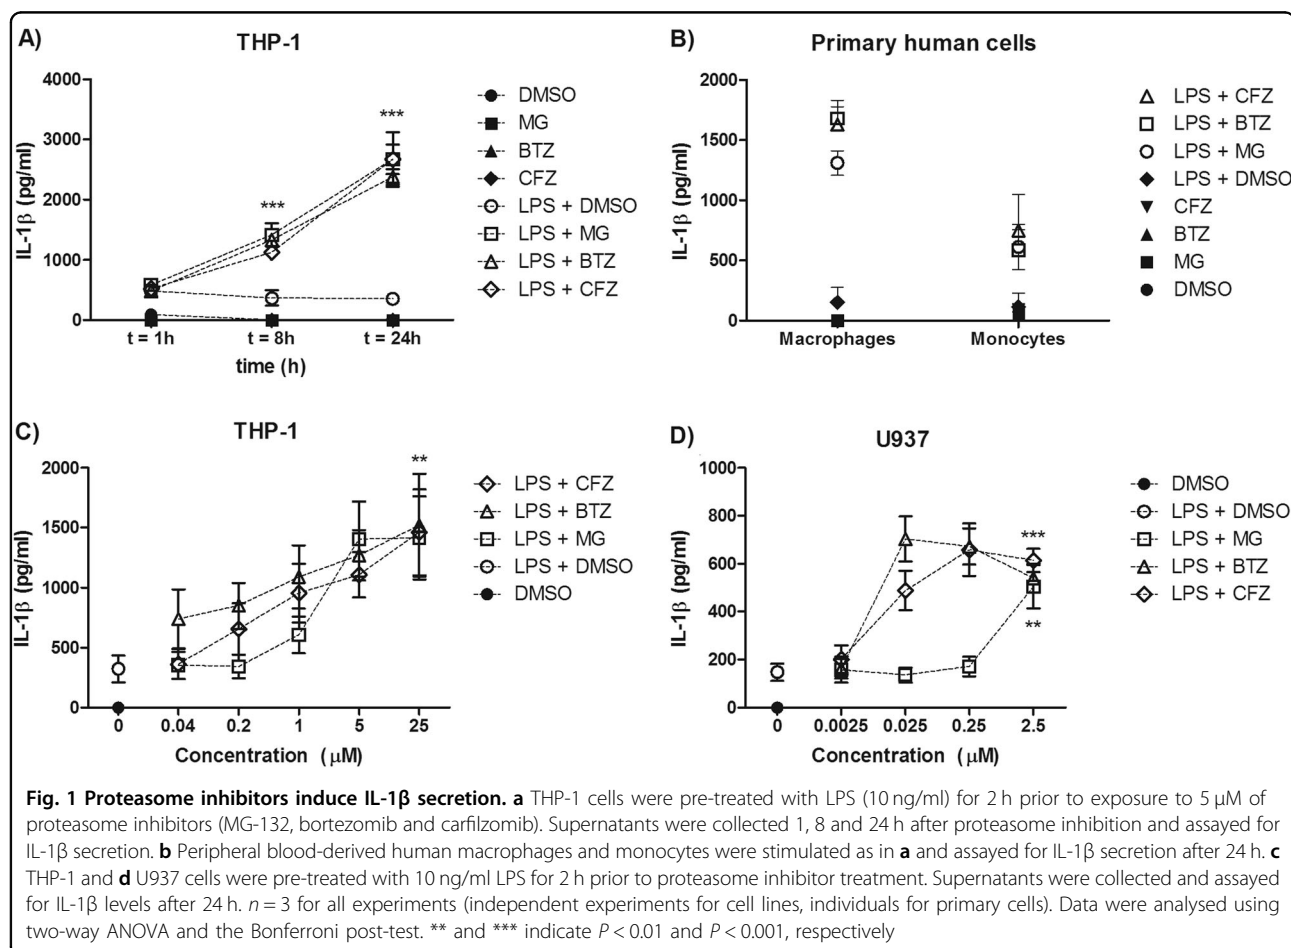 A)
THP-1
4000
3000
2000
1000
0
IL-1β (pg/ml)
***
***
t = 1h
t = 8h
t = 24h
time (h)
DMSO
MG
BTZ
CFZ
LPS + DMSO
LPS + MG
LPS + BTZ
LPS + CFZ
B)
Primary human cells
2000
1500
1000
500
0
IL-1β (pg/ml)
Macrophages
Monocytes
LPS + CFZ
LPS + BTZ
LPS + MG
LPS + DMSO
CFZ
BTZ
MG
DMSO
C)
THP-1
2000
1500
1000
500
0
IL-1β (pg/ml)
**
0
0.04
0.2
1
5
25
Concentration (μM)
LPS + CFZ
LPS + BTZ
LPS + MG
LPS + DMSO
DMSO
D)
U937
1000
800
600
400
200
0
IL-1β (pg/ml)
***
**
0
0.0025
0.025
0.25
2.5
Concentration (μM)
DMSO
LPS + DMSO
LPS + MG
LPS + BTZ
LPS + CFZ
Fig. 1 Proteasome inhibitors induce IL-1β secretion. a THP-1 cells were pre-treated with LPS (10 ng/ml) for 2 h prior to exposure to 5 μM of
proteasome inhibitors (MG-132, bortezomib and carfilzomib). Supernatants were collected 1, 8 and 24 h after proteasome inhibition and assayed for
IL-1β secretion. b Peripheral blood-derived human macrophages and monocytes were stimulated as in a and assayed for IL-1β secretion after 24 h. c
THP-1 and d U937 cells were pre-treated with 10 ng/ml LPS for 2 h prior to proteasome inhibitor treatment. Supernatants were collected and assayed
for IL-1β levels after 24 h. n = 3 for all experiments (independent experiments for cell lines, individuals for primary cells). Data were analysed using
two-way ANOVA and the Bonferroni post-test. ** and *** indicate P < 0.01 and P < 0.001, respectively